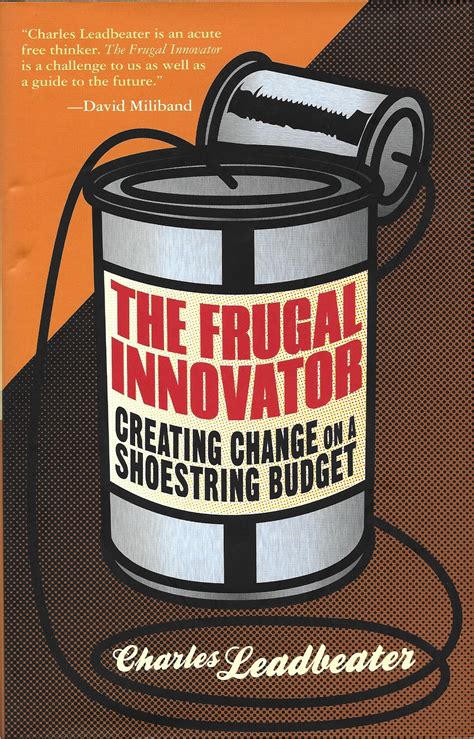 “Charles Leadbeater is an acute
free thinker. The Frugal Innovator
is a challenge to us as well as
a guide to the future.”
—David Miliband
THE FRUGAL
INNOVATOR
CREATING CHANGE ON A
SHOESTRING BUDGET
Charles Leadbeater